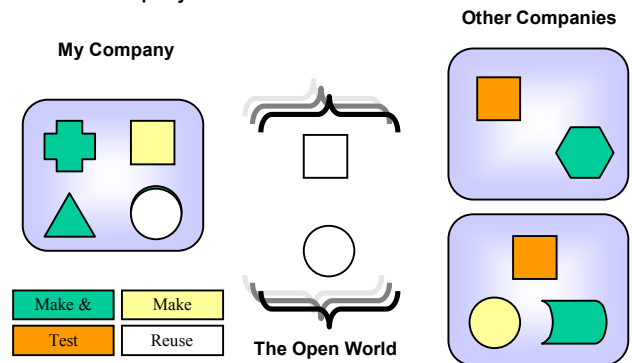 Other Companies
My Company
Make &
Make
Test
Reuse
The Open World